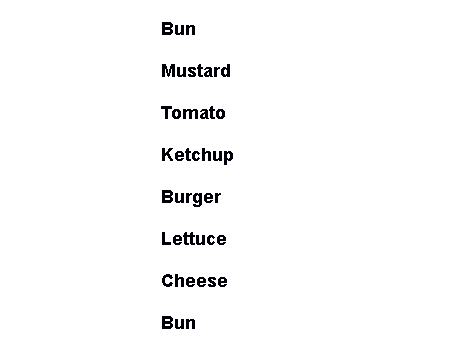 Bun
Mustard
Tomato
Ketchup
Burger
Lettuce
Cheese
Bun